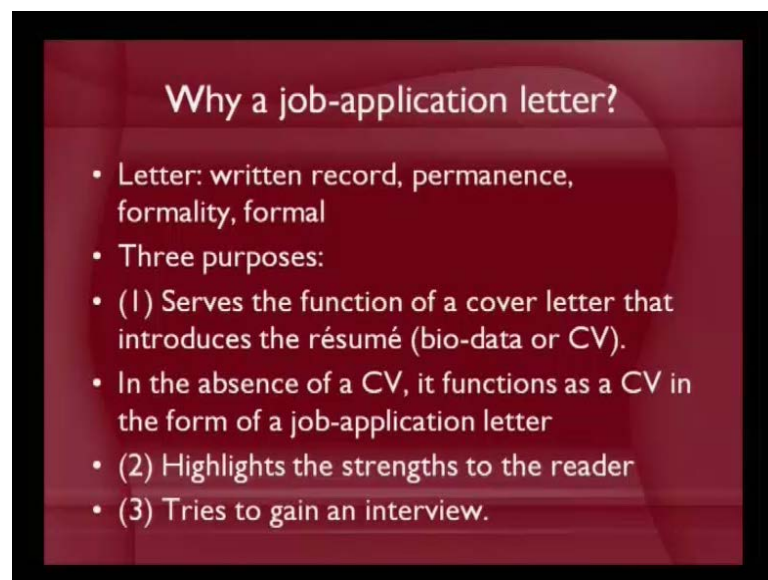 Why a job-application letter?
• Letter: written record, permanence,
formality, formal
• Three purposes:
• (1) Serves the function of a cover letter that
introduces the résumé (bio-data or CV).
• In the absence of a CV, it functions as a CV in
the form of a job-application letter
• (2) Highlights the strengths to the reader
• (3) Tries to gain an interview.